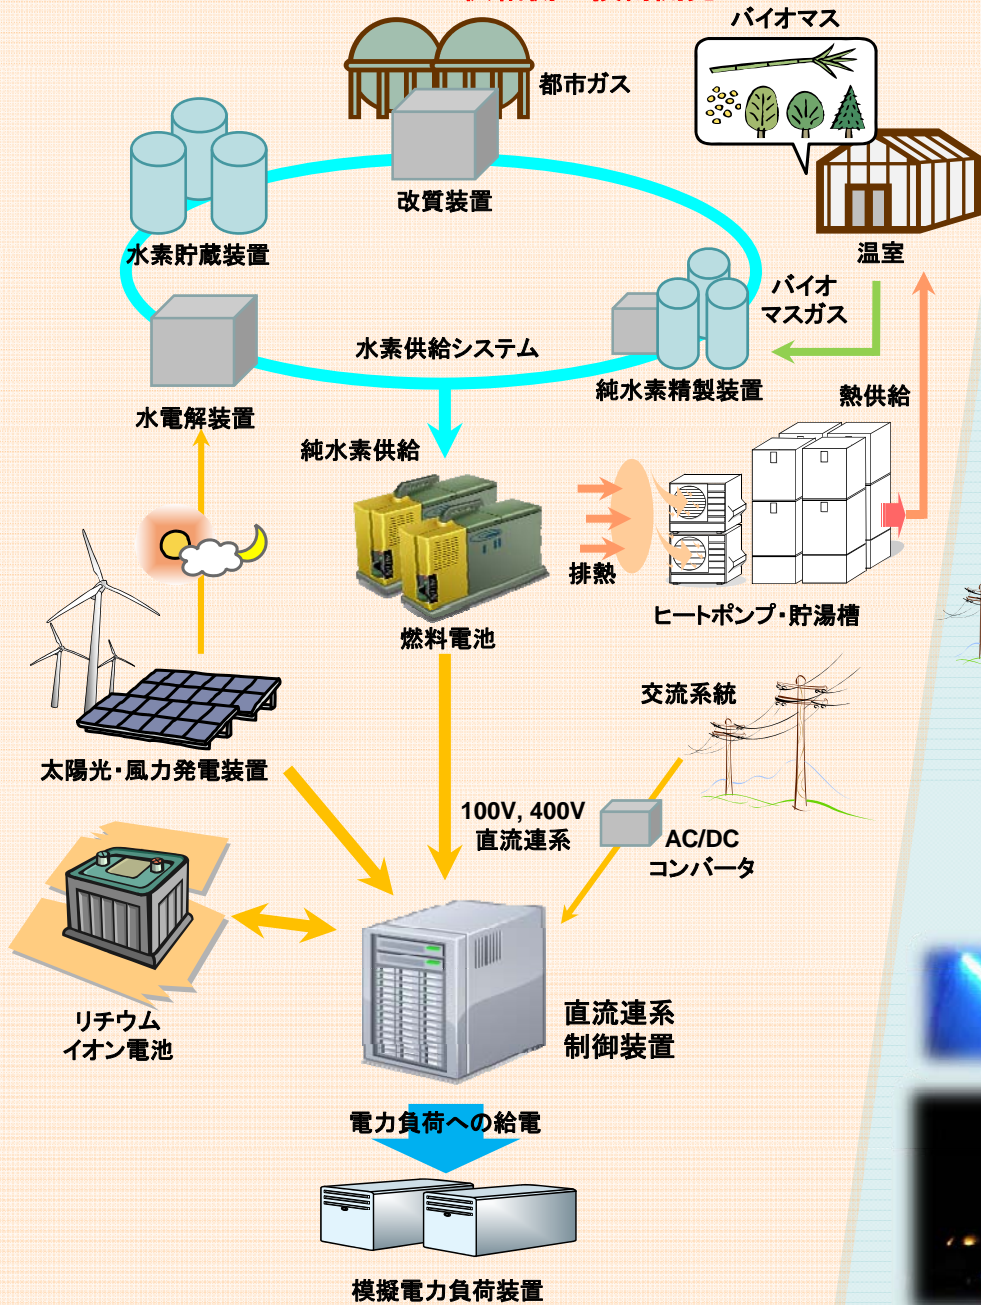 バイオマス
都市ガス
改質装置
水素貯蔵装置
温室
バイオ
マスガス
水素供給システム
純水素精製装置
熱供給
水電解装置
純水素供給
排熱
ヒートポンプ・貯湯槽
燃料電池
交流系統
太陽光・風力発電装置
100V, 400V
直流連系
AC/DC
コンバータ
リチウム
イオン電池
直流連系
制御装置
電力負荷への給電
模擬電力負荷装置